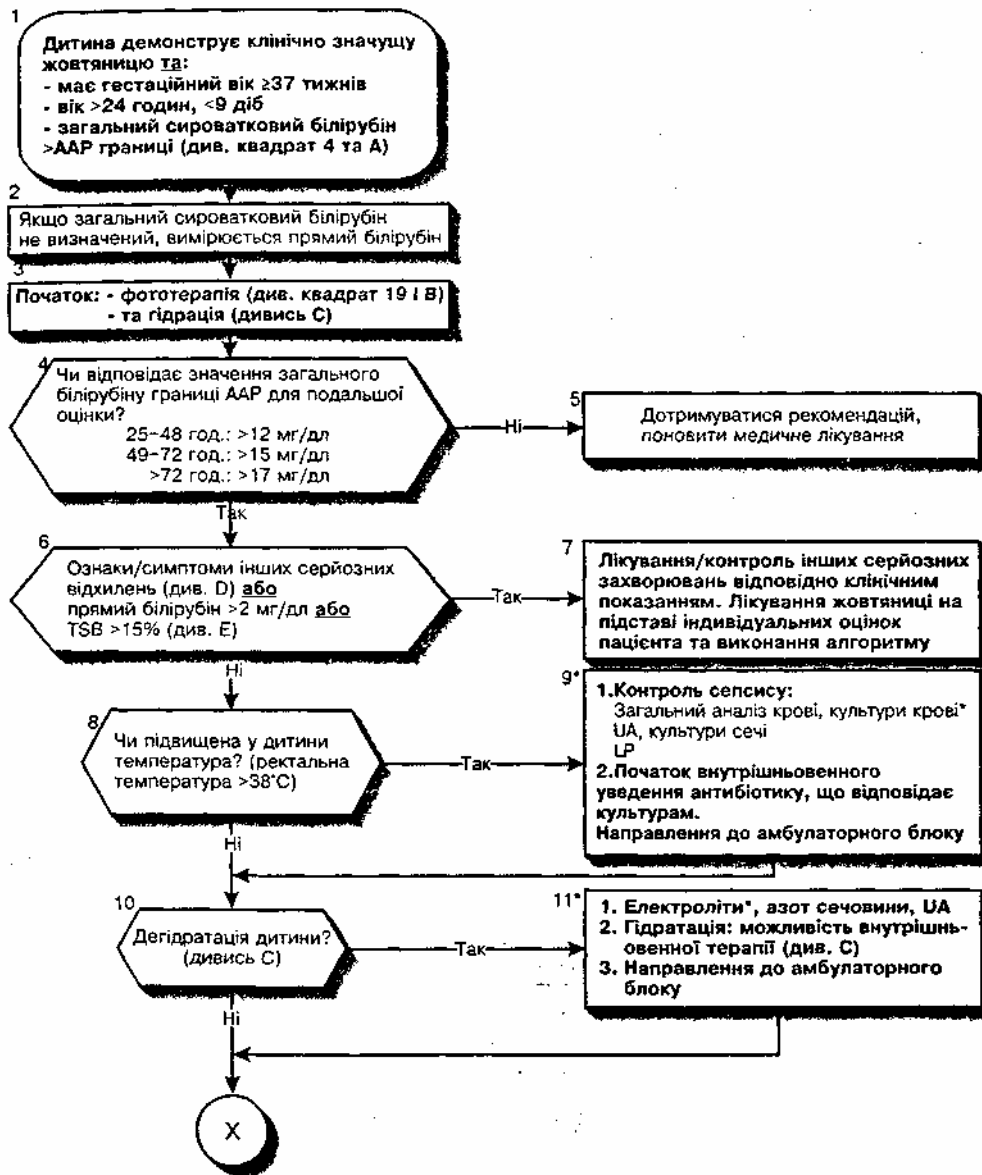 1
Дитина демонструє клінічно значущу
жовтяницю та:
- має гестаційний вік ≥37 тижнів
- вік >24 годин, <9 діб
- загальний сироватковий білірубін
>ААР границі (див. квадрат 4 та А)
2
Якщо загальний сироватковий білірубін
не визначений, вимірюється прямий білірубін
3
Початок: - фототерапія (див. квадрат 19 і В)
- та гідрація (дивись С)
4
Чи відповідає значення загального
білірубіну границі ААР для подальшої
оцінки?
25–48 год.: >12 мг/дл
49–72 год.: >15 мг/дл
>72 год.: >17 мг/дл
Ні
5
Дотримуватися рекомендацій,
поновити медичне лікування
Так
6
Ознаки/симптоми інших серйозних
відхилень (див. D) або
прямий білірубін >2 мг/дл або
TSB >15% (див. Е)
Так
7
Лікування/контроль інших серйозних
захворювань відповідно клінічним
показанням. Лікування жовтяниці на
підставі індивідуальних оцінок
пацієнта та виконання алгоритму
Ні
8
Чи підвищена у дитини
температура? (ректальна
температура >38°С)
Так
9*
1.Контроль сепсису:
Загальний аналіз крові, культури крові*
UA, культури сечі
LP
2.Початок внутрішньовенного
уведення антибіотику, що відповідає
культурам.
Направлення до амбулаторного блоку
Ні
10
Дегідратація дитини?
(дивись С)
Так
11*
1. Електроліти*, азот сечовини, UA
2. Гідратація: можливість внутрішнь-
овенної терапії (див. С)
3. Направлення до амбулаторного
блоку
Ні
X